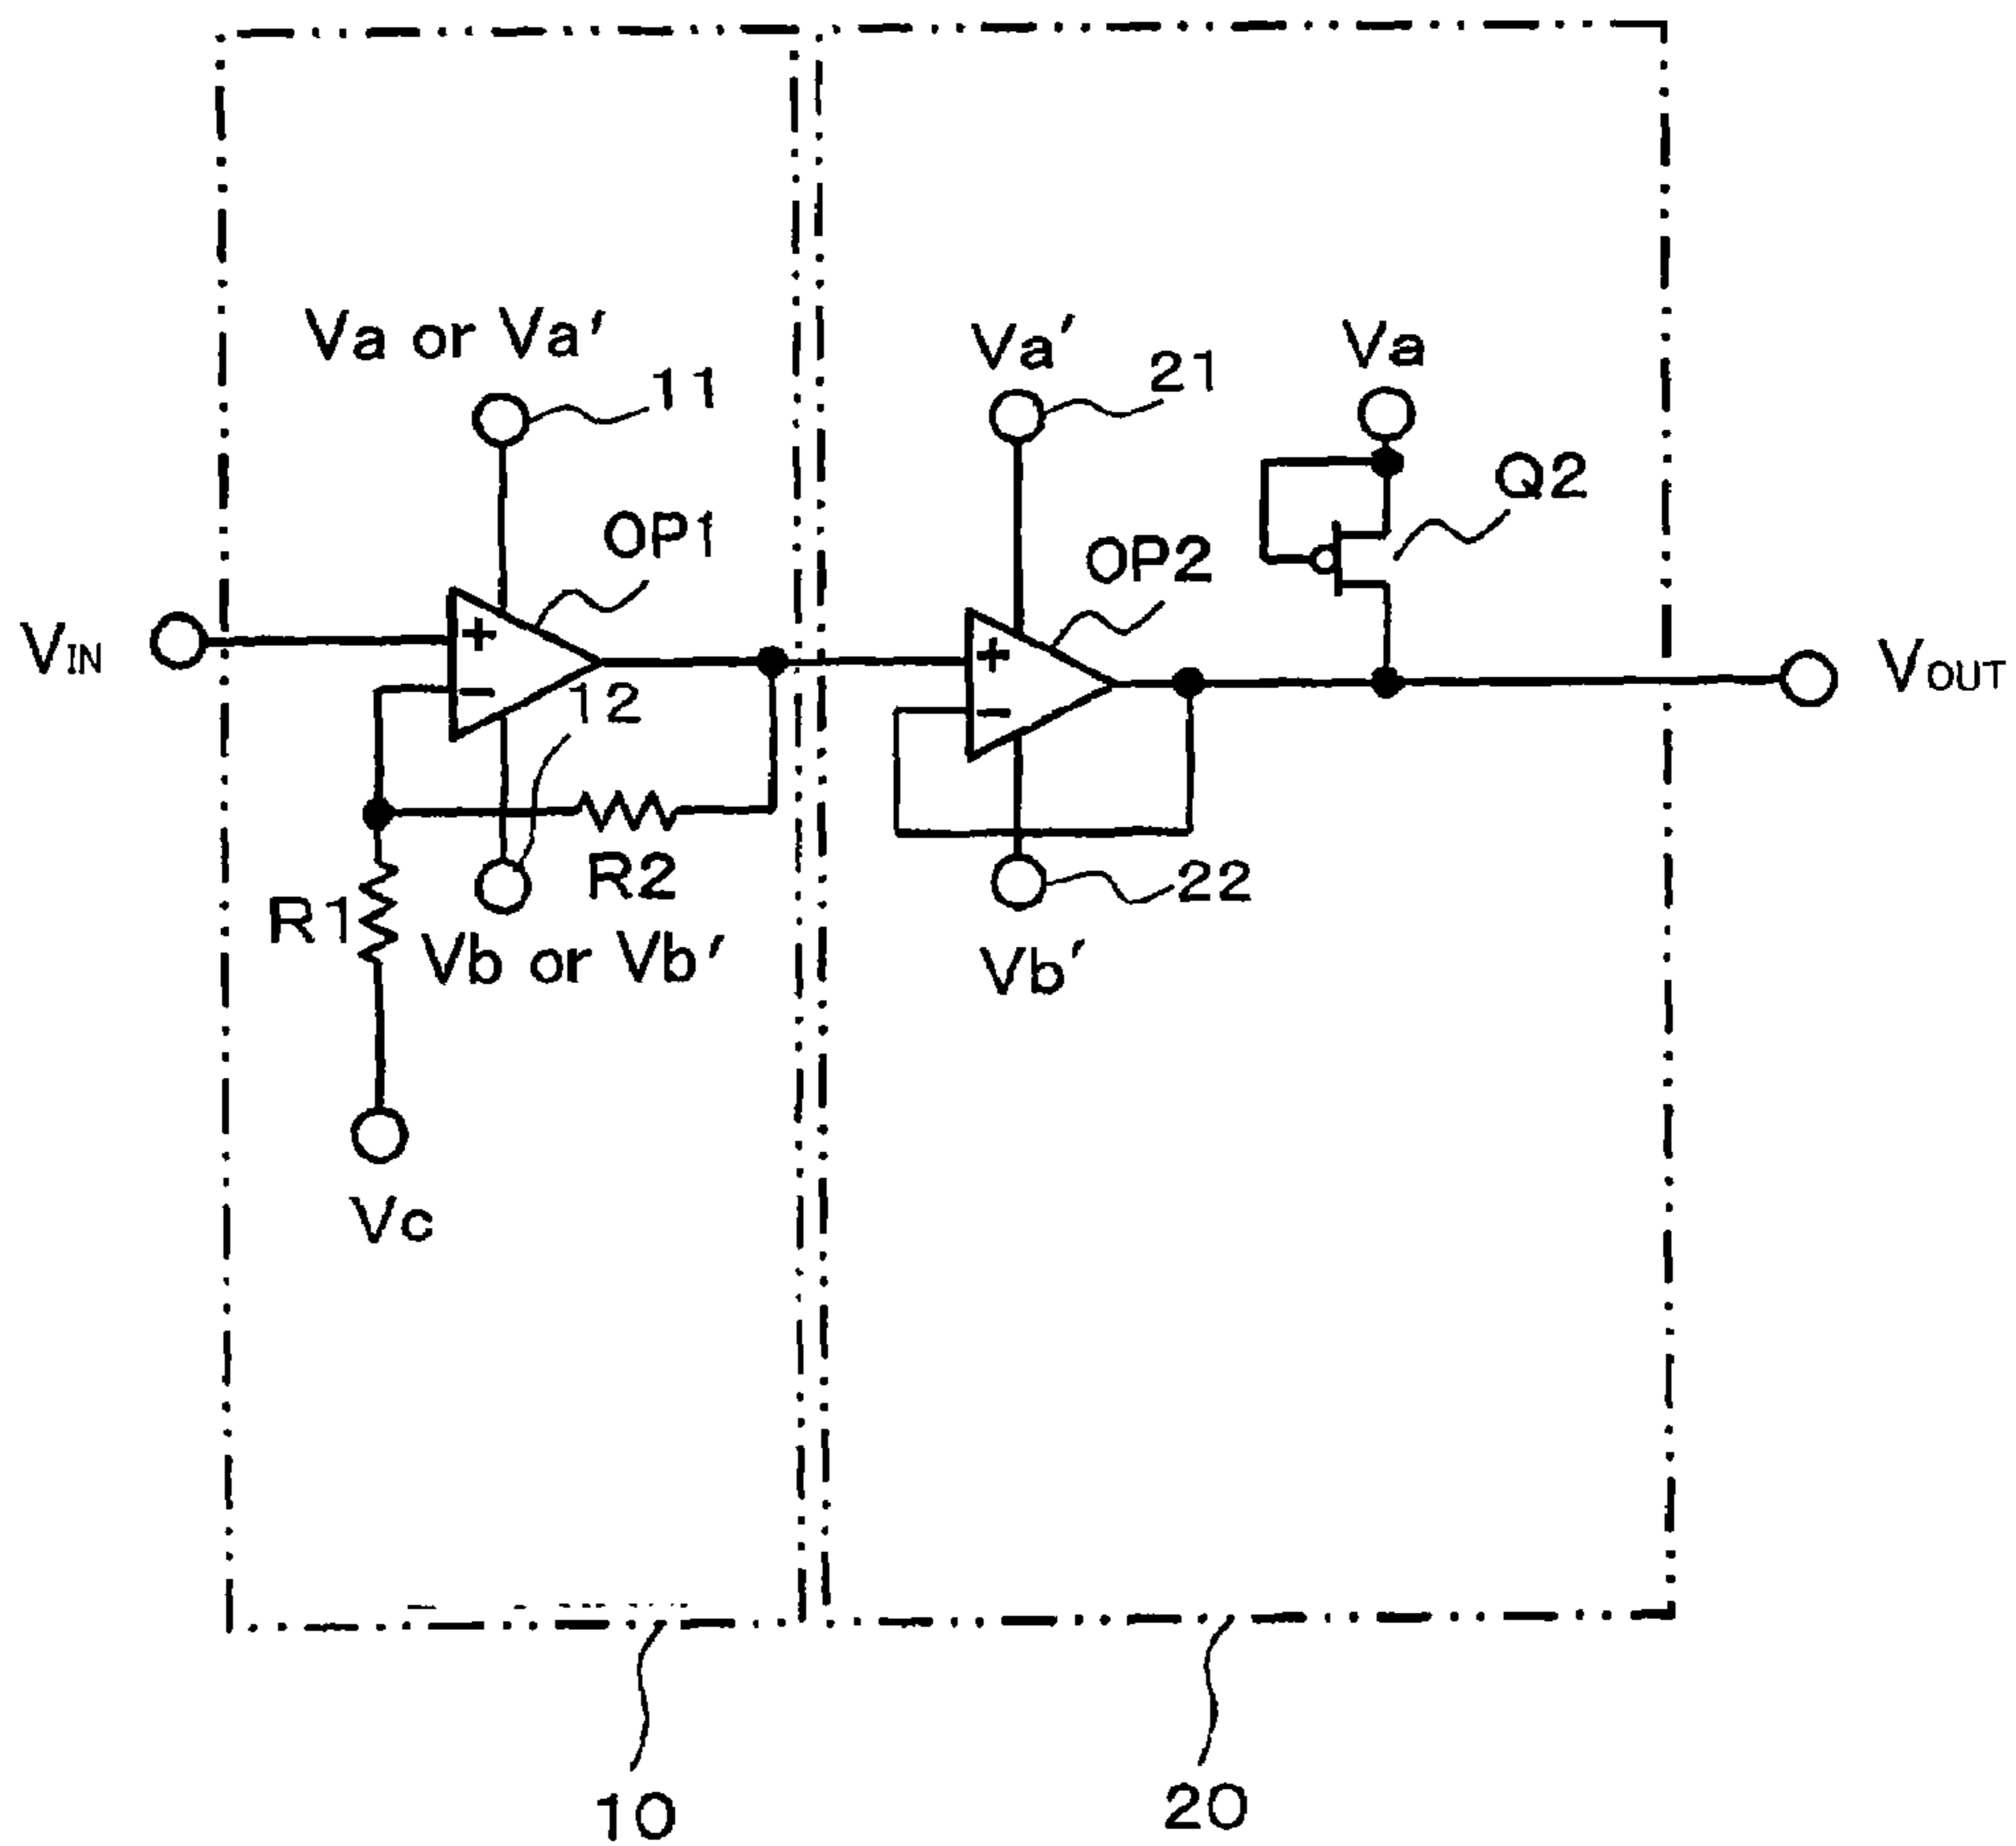 Va or Va′
11
Va′
21
Va
Q2
OP1
OP2
VIN
+
−
12
+
−
VOUT
R1
R2
22
Vb or Vb′
Vb′
Vc
10
20